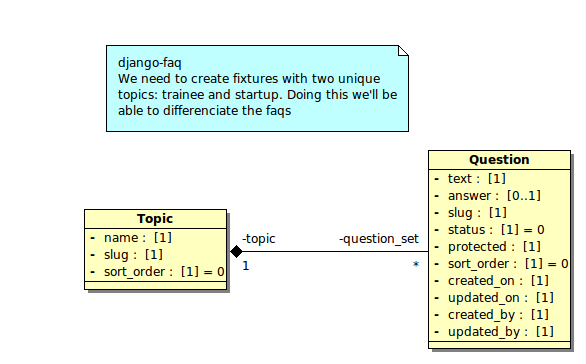 django-faq
We need to create fixtures with two unique
topics: trainee and startup. Doing this we'll be
able to differenciate the faqs
Question
- text : [1]
- answer : [0..1]
- slug : [1]
- status : [1] = 0
- protected : [1]
- sort_order : [1] = 0
- created_on : [1]
- updated_on : [1]
- created_by : [1]
- updated_by : [1]
Topic
- name : [1]
- slug : [1]
- sort_order : [1] = 0
-topic
1
-question_set
*